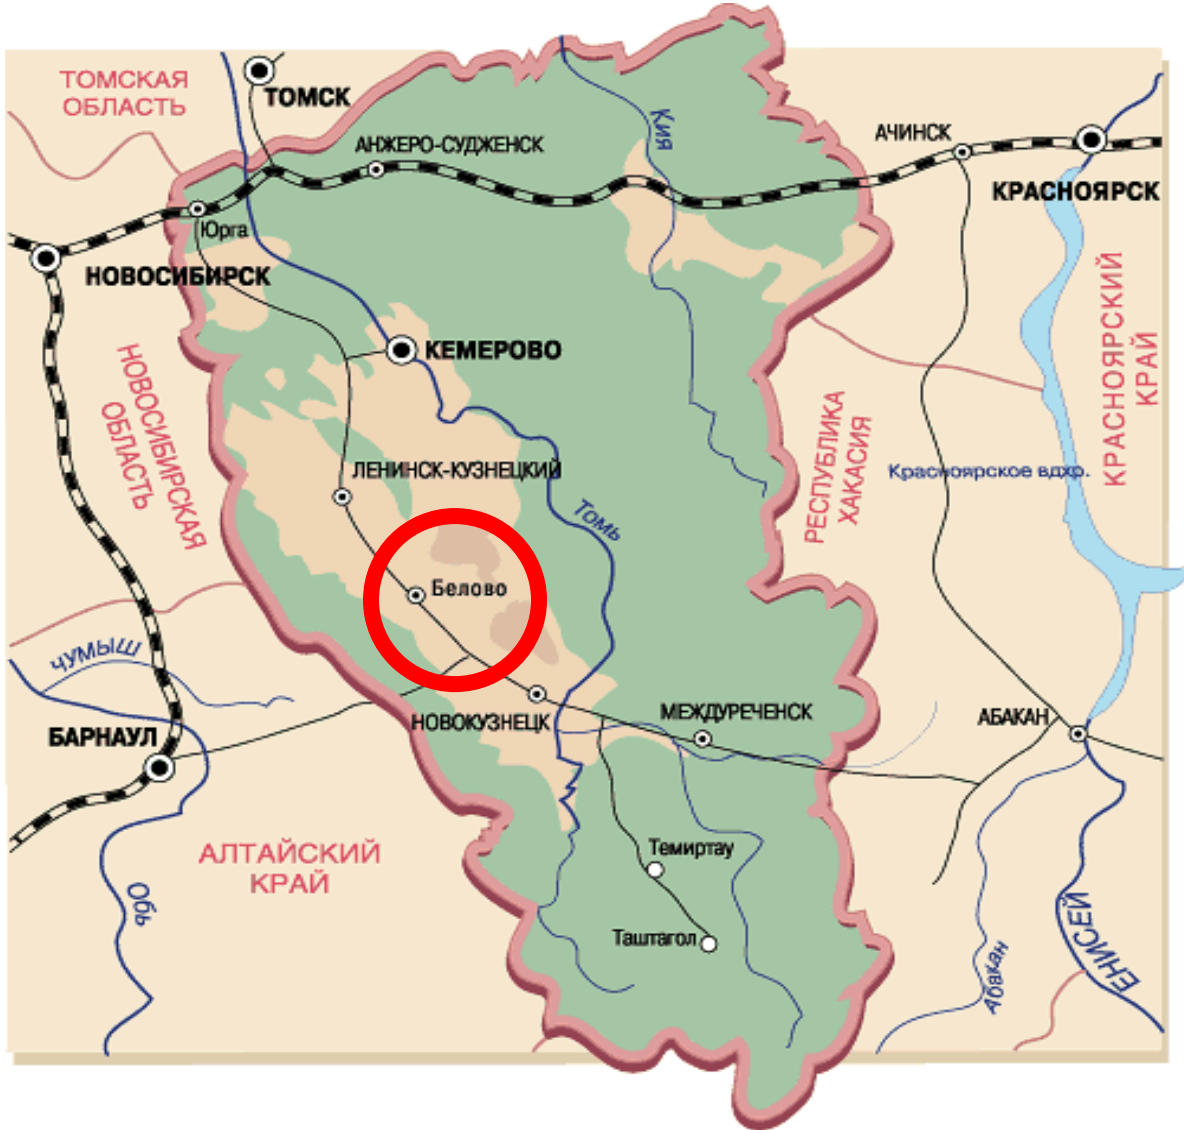 ТОМСКАЯ
ОБЛАСТЬ
ТОМСК
Кия
АНЖЕРО-СУДЖЕНСК
АЧИНСК
КРАСНОЯРСК
Юрга
НОВОСИБИРСК
КЕМЕРОВО
НОВОСИБИРСКАЯ
ОБЛАСТЬ
КРАСНОЯРСКИЙ
КРАЙ
РЕСПУБЛИКА
ХАКАСИЯ
ЛЕНИНСК-КУЗНЕЦКИЙ
Красноярское вдхр.
Томь
Белово
ЧУМЫШ
НОВОКУЗНЕЦК
МЕЖДУРЕЧЕНСК
АБАКАН
БАРНАУЛ
АЛТАЙСКИЙ
КРАЙ
Темиртау
Обь
Таштагол
Абакан
ЕНИСЕЙ